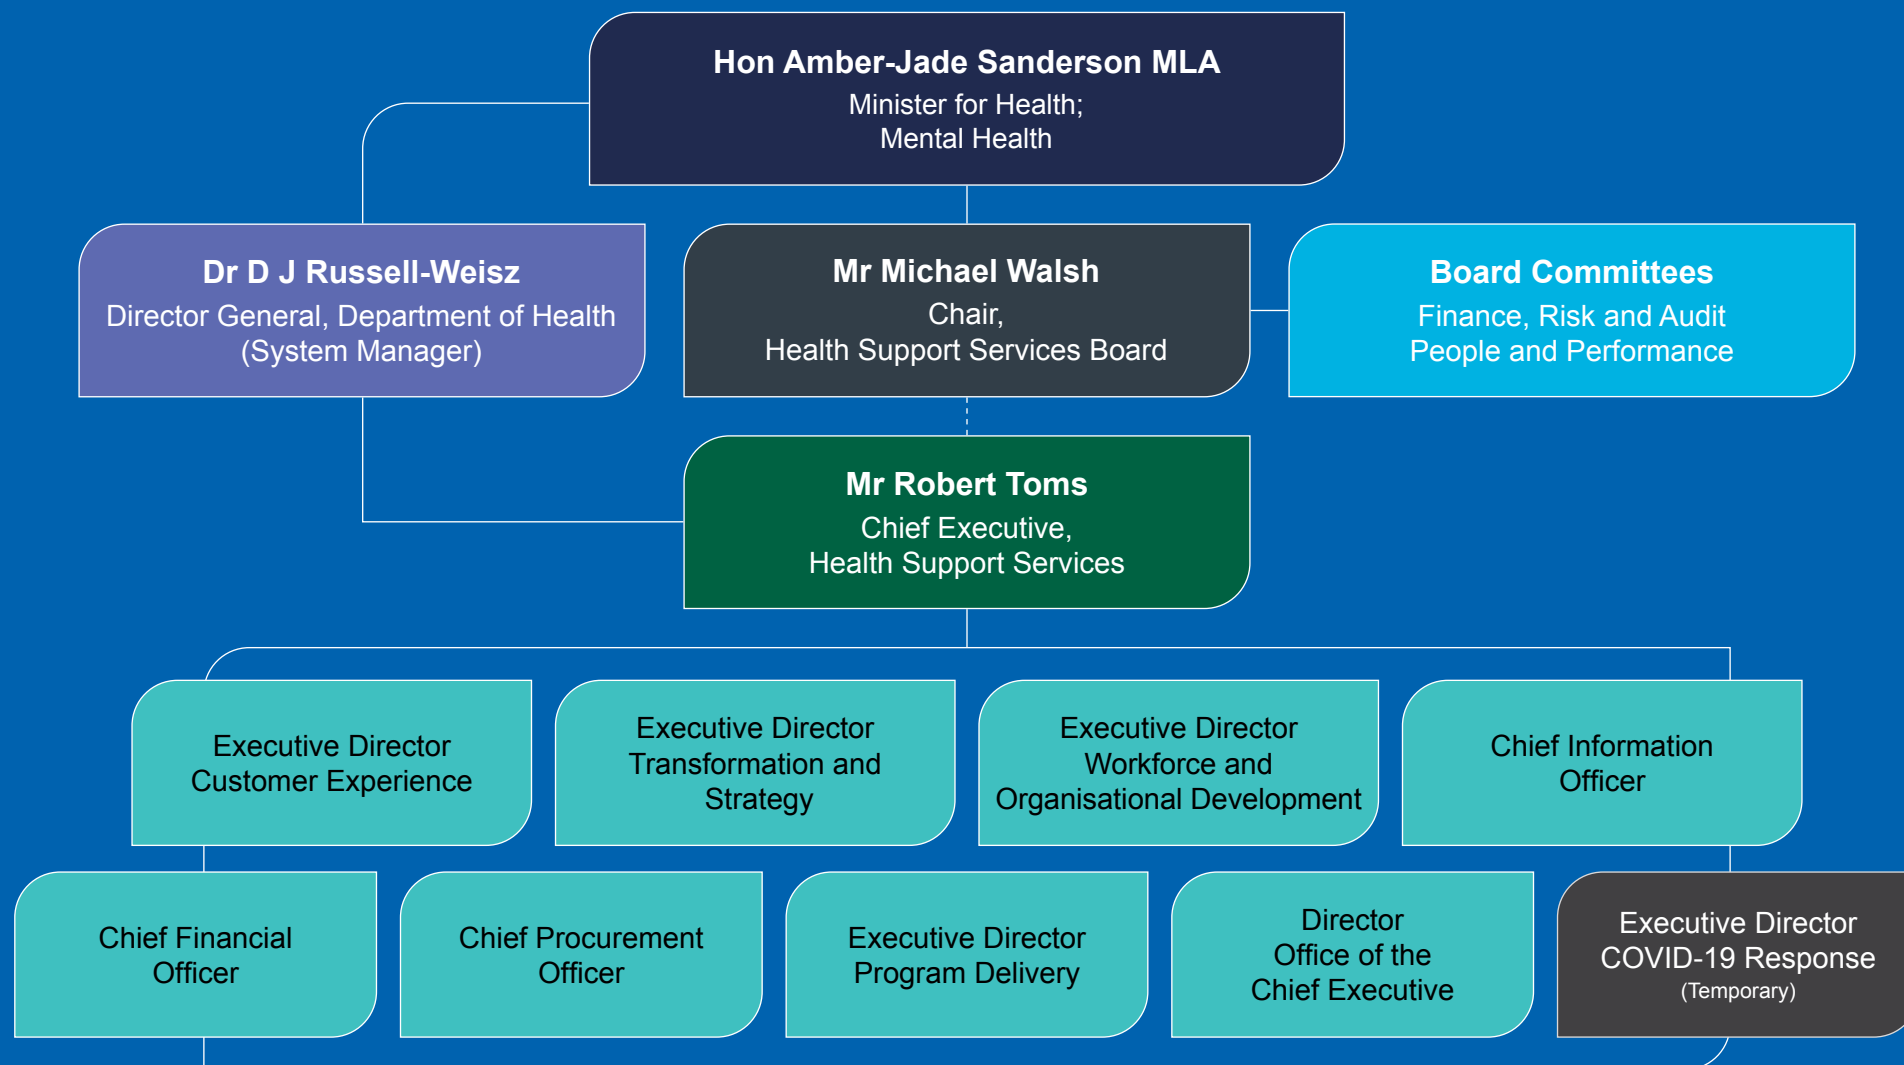 Hon Amber-Jade Sanderson MLA
Minister for Health;
Mental Health
Dr D J Russell-Weisz
Director General, Department of Health
(System Manager)
Mr Michael Walsh
Chair,
Health Support Services Board
Board Committees
Finance, Risk and Audit
People and Performance
Mr Robert Toms
Chief Executive,
Health Support Services
Executive Director
Customer Experience
Executive Director
Transformation and
Strategy
Executive Director
Workforce and
Organisational Development
Chief Information
Officer
Chief Financial
Officer
Chief Procurement
Officer
Executive Director
Program Delivery
Director
Office of the
Chief Executive
Executive Director
COVID-19 Response
(Temporary)